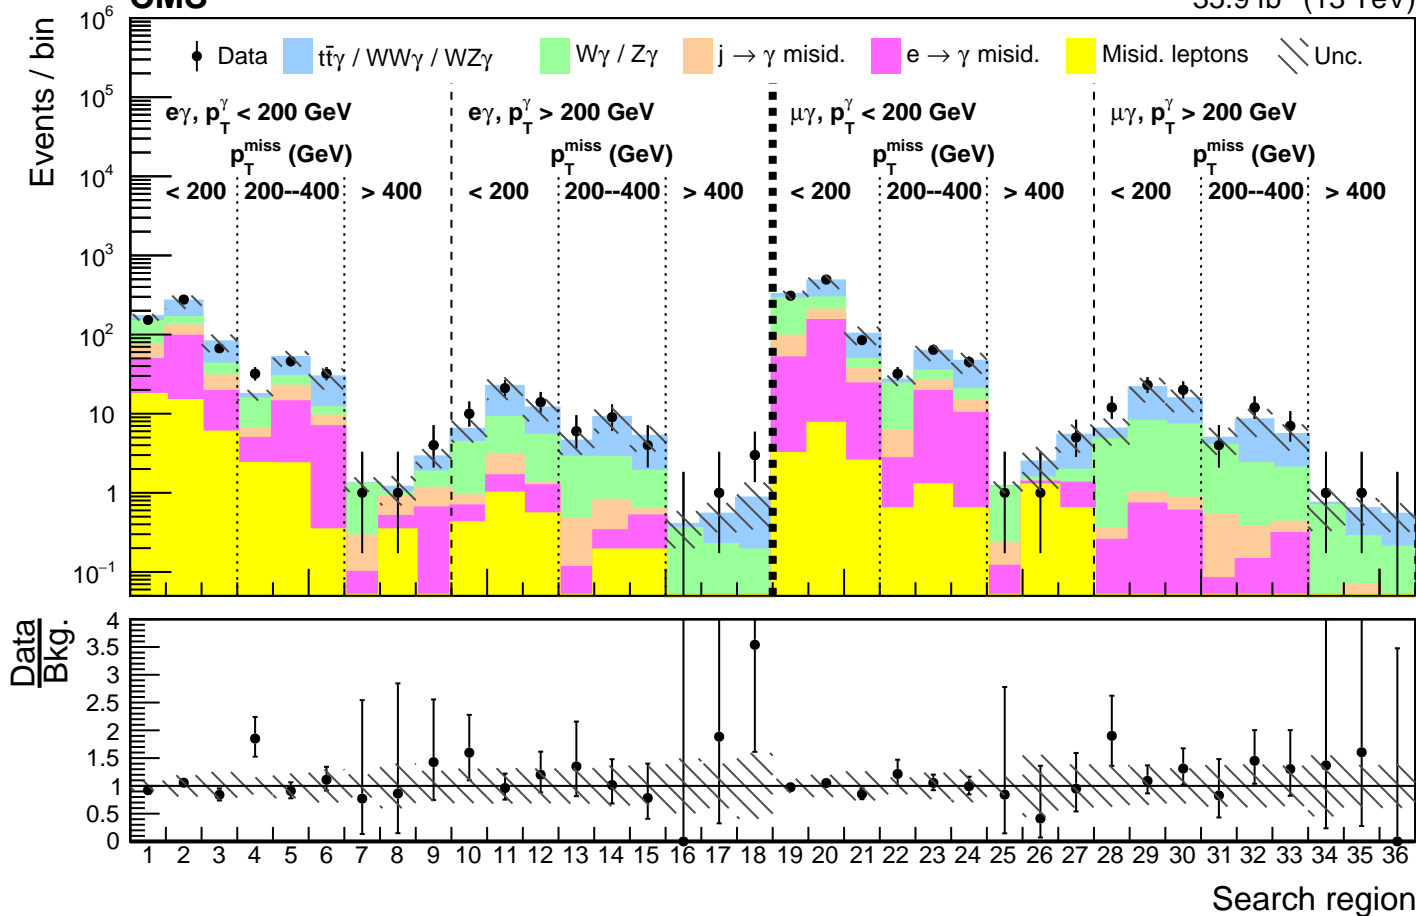 CMS
35.9 fb (13 TeV)
Events / bin
10⁶
10⁵
10⁴
10³
10²
10
1
10⁻¹
Data
tt̄γ / WWγ / WZγ
Wγ / Zγ
j → γ misid.
e → γ misid.
Misid. leptons
Unc.
eγ, p_T^γ < 200 GeV
eγ, p_T^γ > 200 GeV
μγ, p_T^γ < 200 GeV
μγ, p_T^γ > 200 GeV
p_T^miss (GeV)
p_T^miss (GeV)
p_T^miss (GeV)
p_T^miss (GeV)
< 200 200--400 > 400
< 200 200--400 > 400
< 200 200--400 > 400
< 200 200--400 > 400
Data
Bkg.
4
3.5
3
2.5
2
1.5
1
0.5
0
1 2 3 4 5 6 7 8 9 10 11 12 13 14 15 16 17 18 19 20 21 22 23 24 25 26 27 28 29 30 31 32 33 34 35 36
Search region